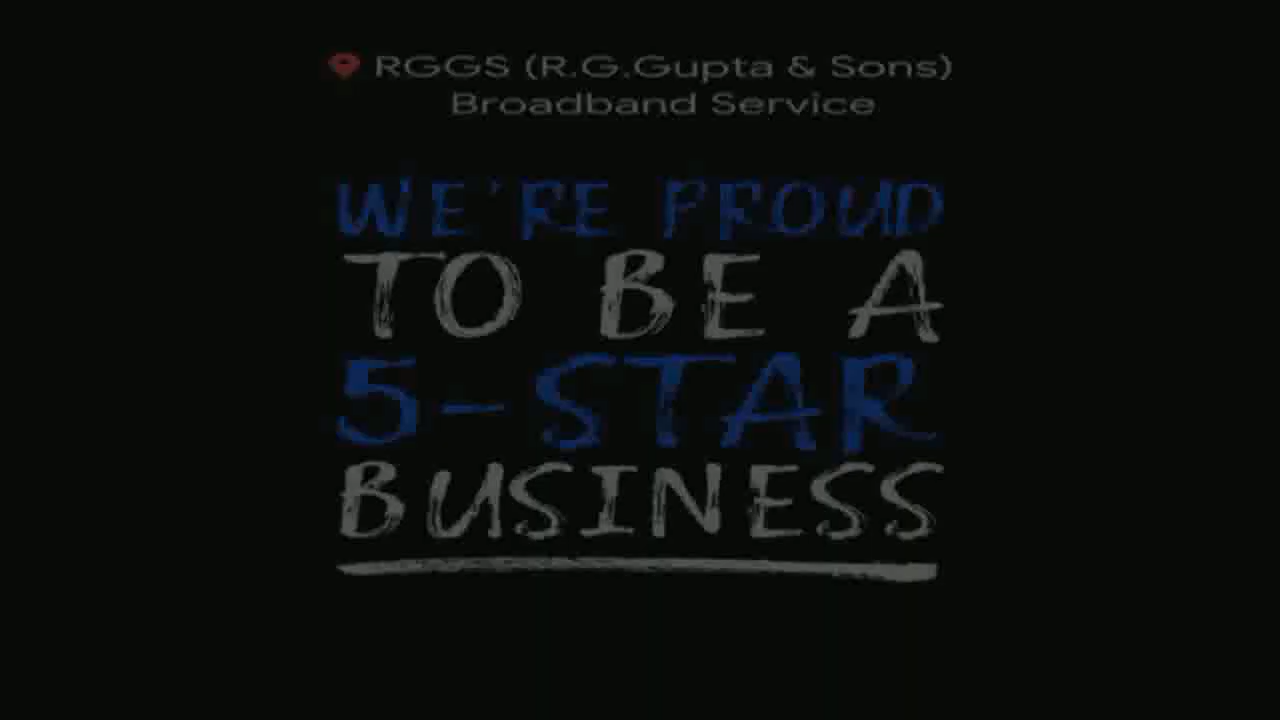 RGGS (R.G.Gupta & Sons)
Broadband Service
WE'RE PROUD
TO BE A
5-STAR
BUSINESS